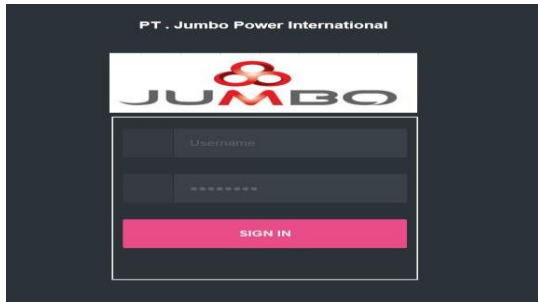 PT . Jumbo Power International
JUMBO
Username
********
SIGN IN